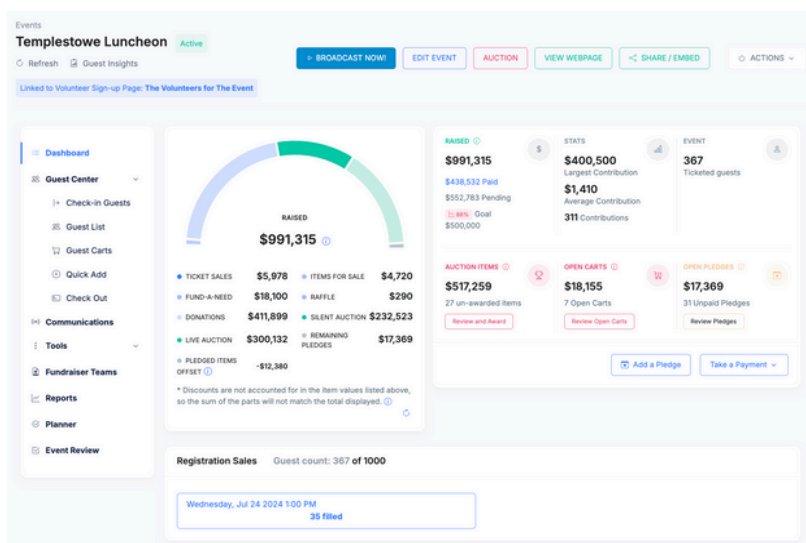 Events
Templestowe Luncheon Active
Refresh Guest Insights
BROADCAST NOW! EDIT EVENT AUCTION VIEW WEBPAGE SHARE / EMBED ACTIONS
Linked to Volunteer Sign-up Page: The Volunteers for The Event
Dashboard
Guest Center
Check-in Guests
Guest List
Guest Carts
Quick Add
Check Out
Communications
Tools
Fundraiser Teams
Reports
Planner
Event Review
RAISED
$991,315
TICKET SALES $5,978 ITEMS FOR SALE $4,720
FUND-A-NEED $18,100 RAFFLE $290
DONATIONS $411,899 SILENT AUCTION $232,523
LIVE AUCTION $300,132 REMAINING PLEDGES $17,369
PLEDGED ITEMS OFFSET -$12,380
* Discounts are not accounted for in the item values listed above,
so the sum of the parts will not match the total displayed.
RAISED
$991,315
$438,532 Paid
$552,783 Pending
88% Goal
$500,000
STATS
$400,500
Largest Contribution
$1,410
Average Contribution
311 Contributions
EVENT
367
Ticketed guests
AUCTION ITEMS
$517,259
27 un-awarded items
Review and Award
OPEN CARTS
$18,155
7 Open Carts
Review Open Carts
OPEN PLEDGES
$17,369
31 Unpaid Pledges
Review Pledges
Add a Pledge Take a Payment
Registration Sales Guest count: 367 of 1000
Wednesday, Jul 24 2024 1:00 PM
35 filled